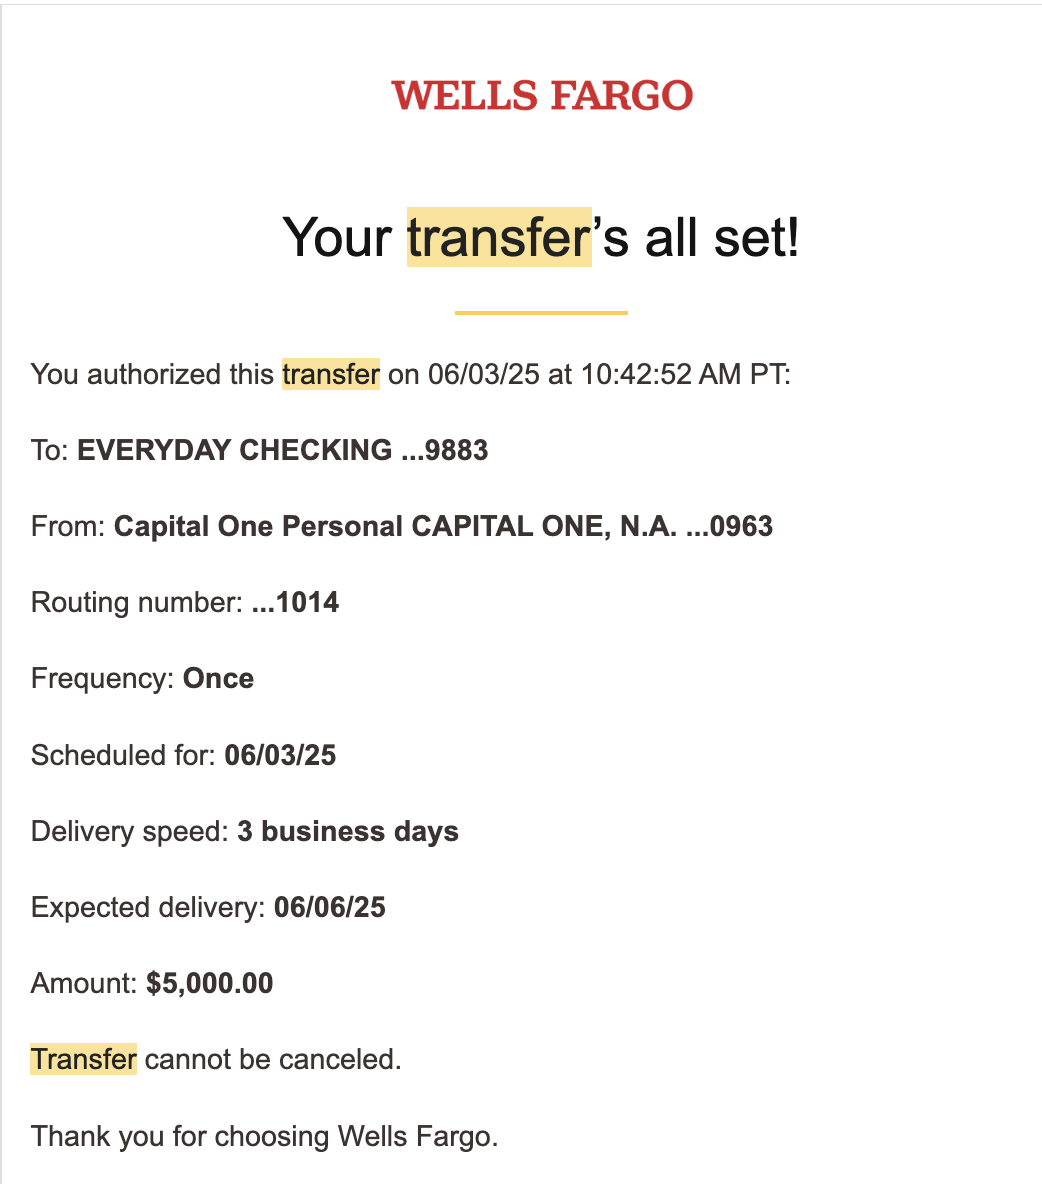 WELLS FARGO
Your transfer’s all set!
You authorized this transfer on 06/03/25 at 10:42:52 AM PT:
To: EVERYDAY CHECKING ...9883
From: Capital One Personal CAPITAL ONE, N.A. ...0963
Routing number: ...1014
Frequency: Once
Scheduled for: 06/03/25
Delivery speed: 3 business days
Expected delivery: 06/06/25
Amount: $5,000.00
Transfer cannot be canceled.
Thank you for choosing Wells Fargo.